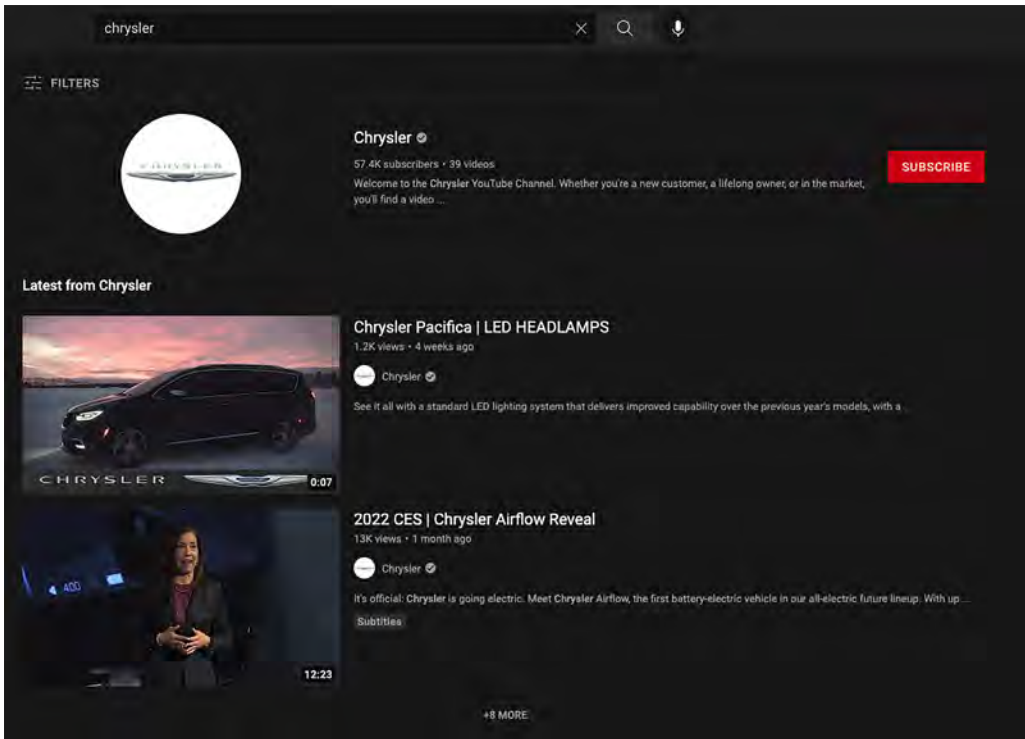 chrysler
FILTERS
CHRYSLER
Chrysler
57.4K subscribers • 39 videos
Welcome to the Chrysler YouTube Channel. Whether you're a new customer, a lifelong owner, or in the market,
you'll find a video ...
SUBSCRIBE
Latest from Chrysler
Chrysler Pacifica | LED HEADLAMPS
1.2K views • 4 weeks ago
Chrysler
See it all with a standard LED lighting system that delivers improved capability over the previous year's models, with a
CHRYSLER
0:07
2022 CES | Chrysler Airflow Reveal
13K views • 1 month ago
Chrysler
It's official: Chrysler is going electric. Meet Chrysler Airflow, the first battery-electric vehicle in our all-electric future lineup. With up ...
Subtitles
400
12:23
+8 MORE